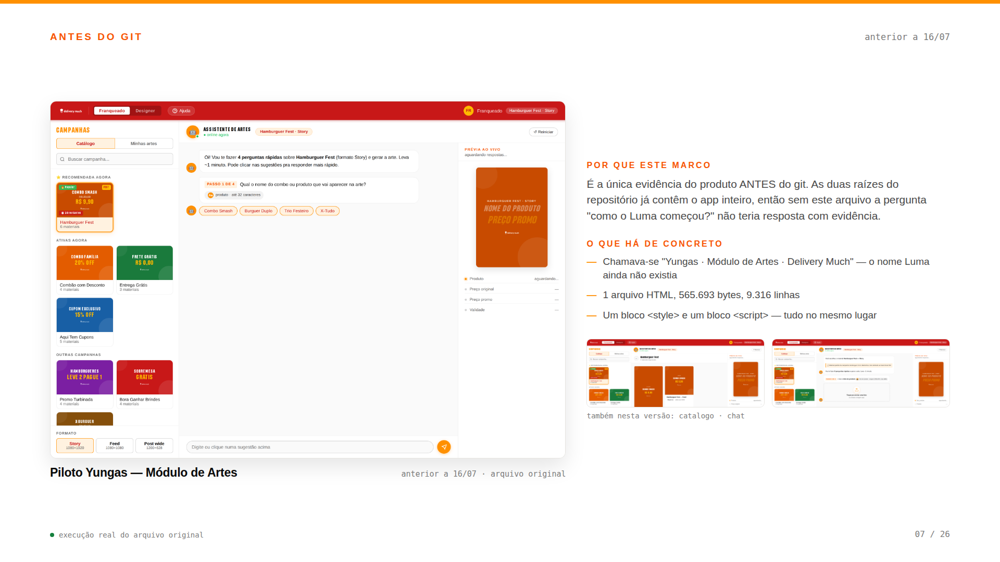 ANTES DO GIT
anterior a 16/07
delivery much
Franqueado
Designer
Ajuda
FR
Franqueado
Hamburger Fest · Story
CAMPANHAS
Catálogo
Minhas artes
Buscar campanha...
RECOMENDADA AGORA
Popular
FEST
COMBO SMASH
R$ 9,90
Hamburger Fest
6 materiais
ATIVAS AGORA
COMBO FAMÍLIA
20% OFF
Combão com Desconto
4 materiais
FRETE GRÁTIS
R$ 0,00
Entrega Grátis
3 materiais
CUPOM EXCLUSIVO
15% OFF
Aqui Tem Cupons
5 materiais
OUTRAS CAMPANHAS
HAMBÚRGUERES
LEVE 2 PAGUE 1
Promo Turbinada
4 materiais
SOBREMESA
GRÁTIS
Bora Ganhar Brindes
4 materiais
X-BURGUER
FORMATO
Story
1080×1920
Feed
1080×1080
Post wide
1200×628
ASSISTENTE DE ARTES
online agora
Hamburger Fest · Story
↺ Reiniciar
Oi! Vou te fazer 4 perguntas rápidas sobre Hamburguer Fest (formato Story) e gerar a arte. Leva
~1 minuto. Pode clicar nas sugestões pra responder mais rápido.
PASSO 1 DE 4 Qual o nome do combo ou produto que vai aparecer na arte?
Aa produto · até 32 caracteres
Combo Smash
Burguer Duplo
Trio Festeiro
X-Tudo
Digite ou clique numa sugestão acima
PRÉVIA AO VIVO
aguardando respostas...
HAMBURGUER FEST · STORY
NOME DO PRODUTO
PREÇO PROMO
delivery much
Produto aguardando...
Preço original —
Preço promo —
Validade —
Piloto Yungas — Módulo de Artes
anterior a 16/07 · arquivo original
POR QUE ESTE MARCO
É a única evidência do produto ANTES do git. As duas raízes do
repositório já contêm o app inteiro, então sem este arquivo a pergunta
"como o Luma começou?" não teria resposta com evidência.
O QUE HÁ DE CONCRETO
— Chamava-se "Yungas · Módulo de Artes · Delivery Much" — o nome Luma
ainda não existia
— 1 arquivo HTML, 565.693 bytes, 9.316 linhas
— Um bloco <style> e um bloco <script> — tudo no mesmo lugar
também nesta versão: catalogo · chat
execução real do arquivo original
07 / 26